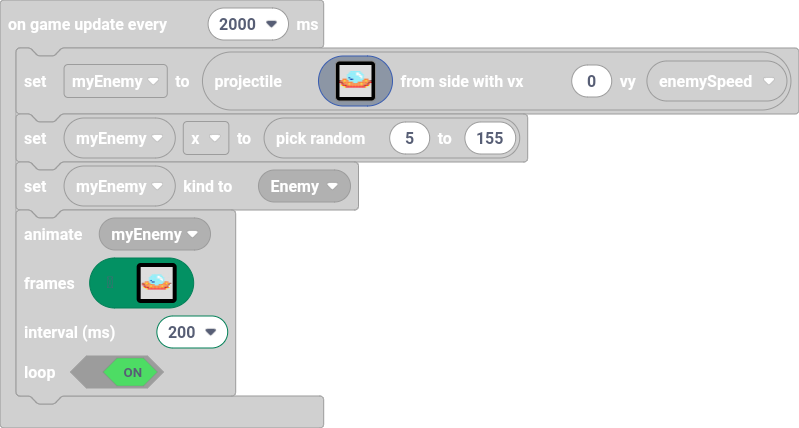 on game update every 2000 ms
set myEnemy to projectile from side with vx 0 vy enemySpeed
set myEnemy x to pick random 5 to 155
set myEnemy kind to Enemy
animate myEnemy
frames
interval (ms) 200
loop ON